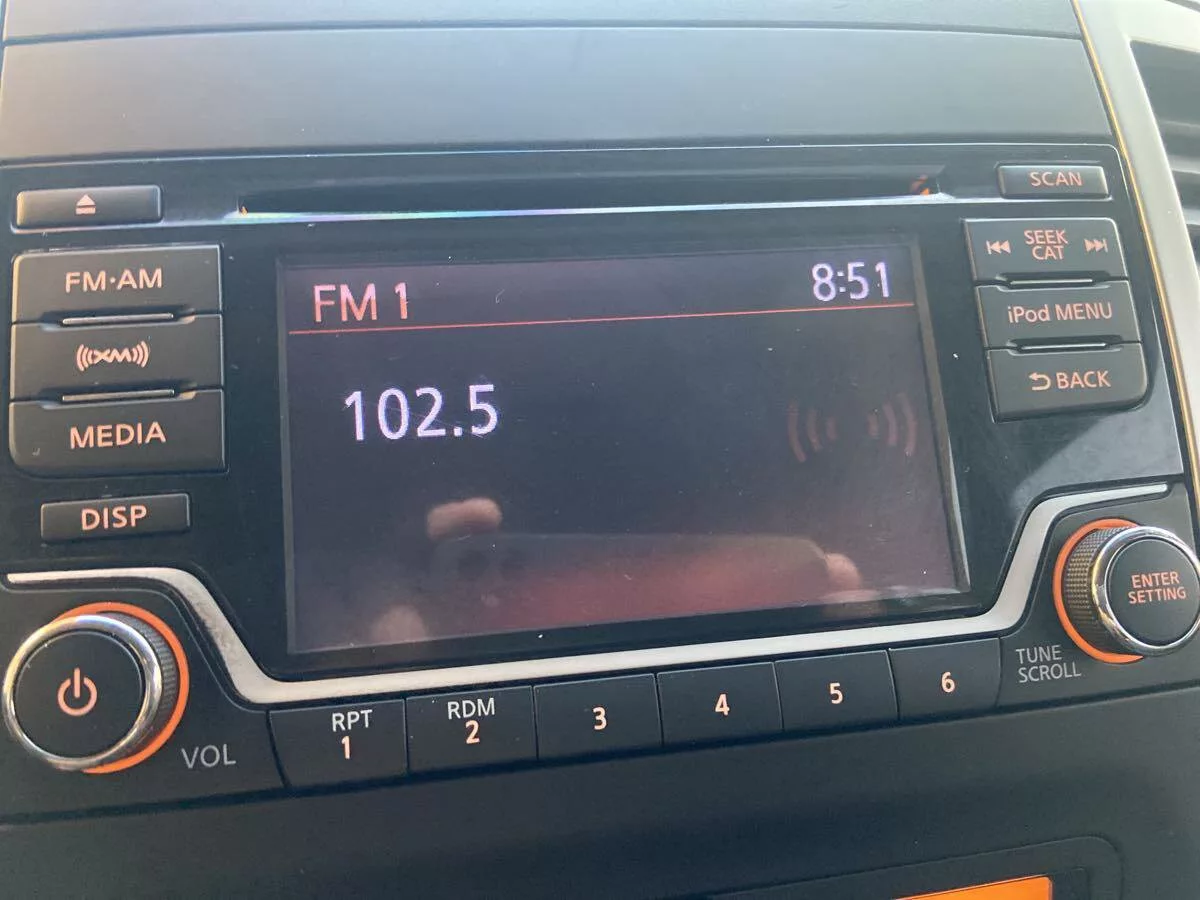 SCAN
FM·AM
SEEK
CAT
FM 1
8:51
iPod MENU
XM
102.5
BACK
MEDIA
DISP
ENTER
SETTING
TUNE
SCROLL
VOL
RPT
1
RDM
2
3
4
5
6